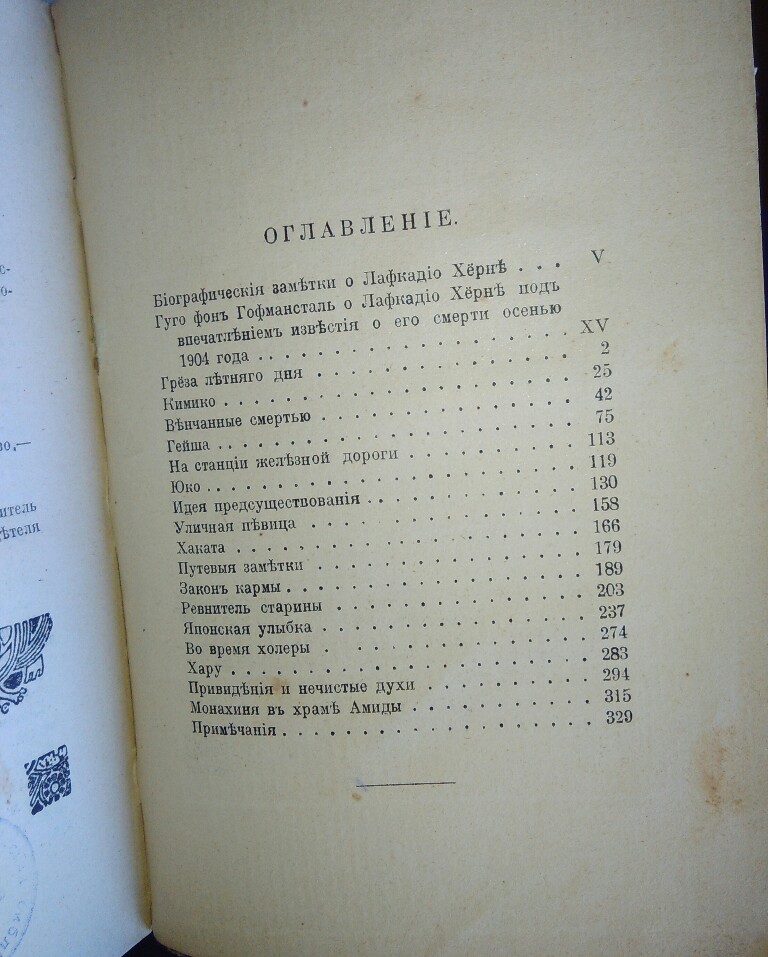 ОГЛАВЛЕНІЕ.
Біографическія замѣтки о Лафкадіо Хёрнѣ . . . V
Гуго фонъ Гофмансталь о Лафкадіо Хёрнѣ подъ
впечатлѣніемъ извѣстія о его смерти осенью
1904 года . . . . . . . . . . . . . . . XV
Грёза лѣтняго дня . . . . . . . . . . . . 2
Кимико . . . . . . . . . . . . . . . . . 25
Вѣнчанные смертью . . . . . . . . . . . . 42
Гейша . . . . . . . . . . . . . . . . . 75
На станціи желѣзной дороги . . . . . . . . 113
Юко . . . . . . . . . . . . . . . . . . 119
Идея предсуществованія . . . . . . . . . . 130
Уличная пѣвица . . . . . . . . . . . . . 158
Хаката . . . . . . . . . . . . . . . . . 166
Путевыя замѣтки . . . . . . . . . . . . . 179
Законъ кармы . . . . . . . . . . . . . . 189
Ревнитель старины . . . . . . . . . . . . 203
Японская улыбка . . . . . . . . . . . . . 237
Во время холеры . . . . . . . . . . . . . 274
Хару . . . . . . . . . . . . . . . . . . 283
Привидѣнія и нечистые духи . . . . . . . . 294
Монахиня въ храмѣ Амиды . . . . . . . . . 315
Примѣчанія . . . . . . . . . . . . . . . 329